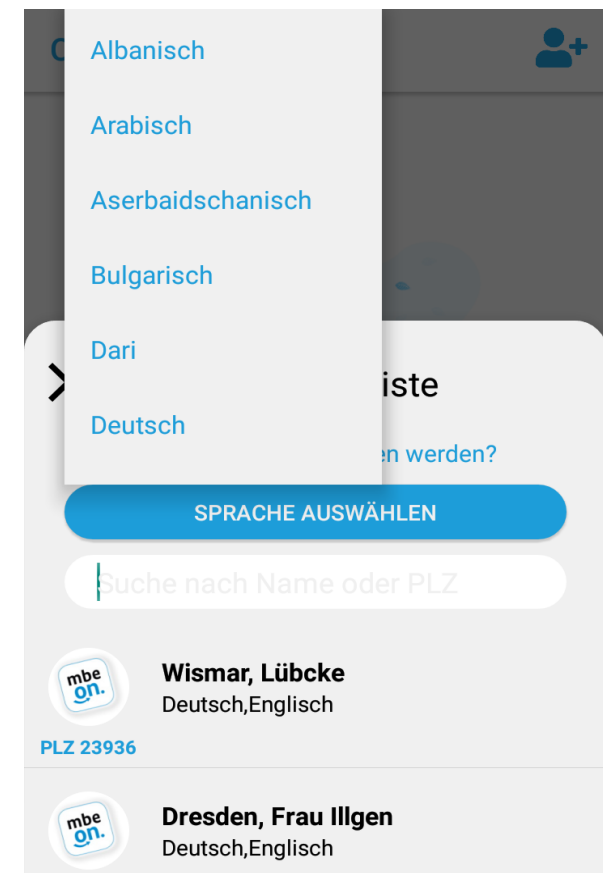 Albanisch
Arabisch
Aserbaidschanisch
Bulgarisch
Dari
Deutsch
iste
en werden?
SPRACHE AUSWÄHLEN
Suche nach Name oder PLZ
mbe
on.
Wismar, Lübcke
Deutsch,Englisch
PLZ 23936
mbe
on.
Dresden, Frau Illgen
Deutsch,Englisch